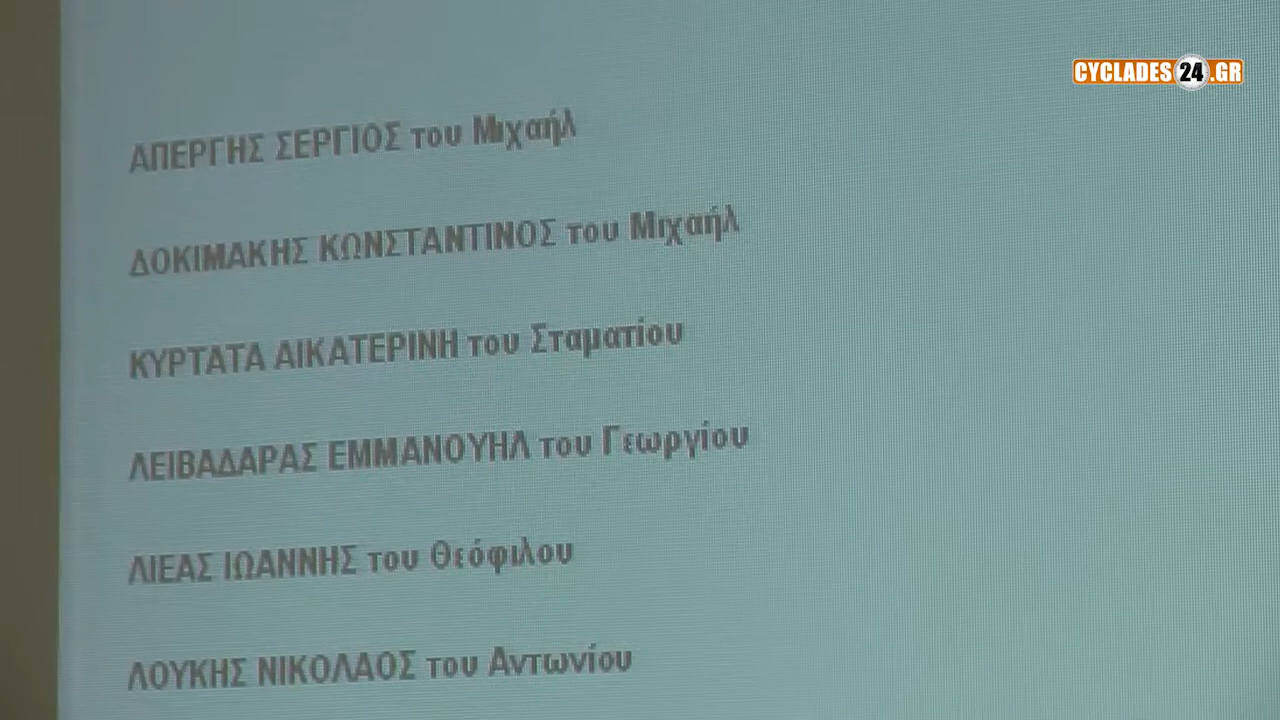 CYCLADES24.GR
ΑΠΕΡΓΗΣ ΣΕΡΓΙΟΣ του Μιχαήλ
ΔΟΚΙΜΑΚΗΣ ΚΩΝΣΤΑΝΤΙΝΟΣ του Μιχαήλ
ΚΥΡΤΑΤΑ ΑΙΚΑΤΕΡΙΝΗ του Σταματίου
ΛΕΙΒΑΔΑΡΑΣ ΕΜΜΑΝΟΥΗΛ του Γεωργίου
ΛΙΕΑΣ ΙΩΑΝΝΗΣ του Θεόφιλου
ΛΟΥΚΗΣ ΝΙΚΟΛΑΟΣ του Αντωνίου